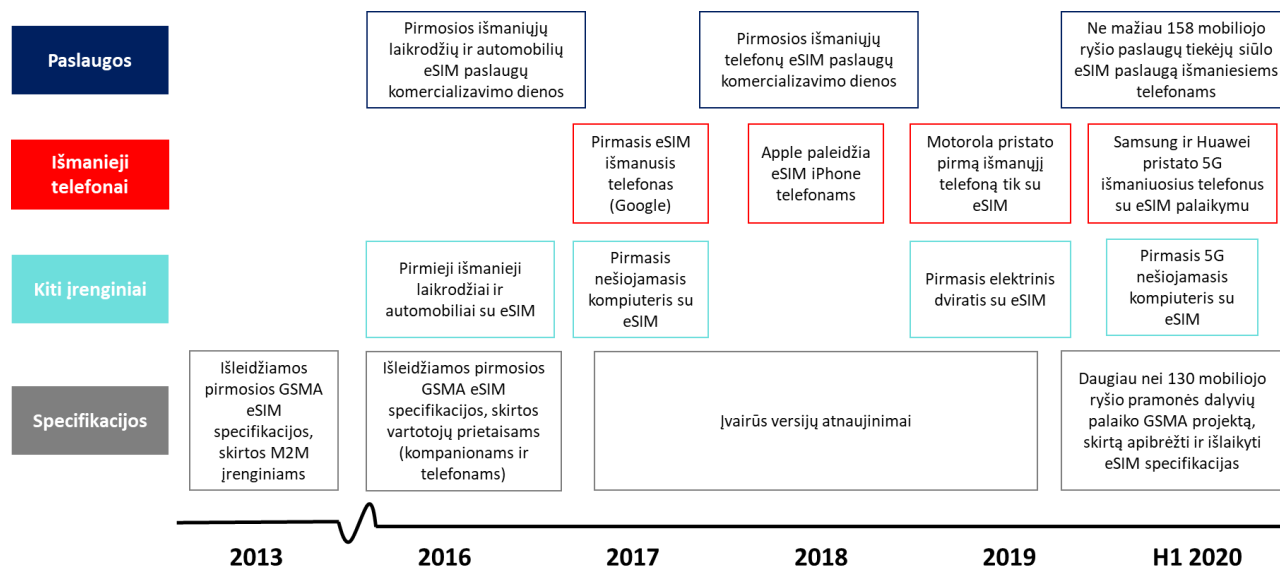 Paslaugos
Pirmosios išmaniųjų
laikrodžių ir automobilių
eSIM paslaugų
komercializavimo dienos
Pirmosios išmaniųjų
telefonų eSIM paslaugų
komercializavimo dienos
Ne mažiau 158 mobiliojo
ryšio paslaugų tiekėjų siūlo
eSIM paslaugą išmaniesiems
telefonams
Išmanieji
telefonai
Pirmasis eSIM
išmanusis
telefonas
(Google)
Apple paleidžia
eSIM iPhone
telefonams
Motorola pristato
pirmą išmanųjį
telefoną tik su
eSIM
Samsung ir Huawei
pristato 5G
išmaniuosius telefonus
su eSIM palaikymu
Kiti įrenginiai
Pirmieji išmanieji
laikrodžiai ir
automobiliai su eSIM
Pirmasis
nešiojamasis
kompiuteris su
eSIM
Pirmasis elektrinis
dviratis su eSIM
Pirmasis 5G
nešiojamasis
kompiuteris su
eSIM
Specifikacijos
Išleidžiamos
pirmosios GSMA
eSIM
specifikacijos,
skirtos M2M
įrenginiams
Išleidžiamos pirmosios
GSMA eSIM
specifikacijos, skirtos
vartotojų prietaisams
(kompanionams ir
telefonams)
Įvairūs versijų atnaujinimai
Daugiau nei 130 mobiliojo
ryšio pramonės dalyvių
palaiko GSMA projektą,
skirtą apibrėžti ir išlaikyti
eSIM specifikacijas
2013
2016
2017
2018
2019
H1 2020